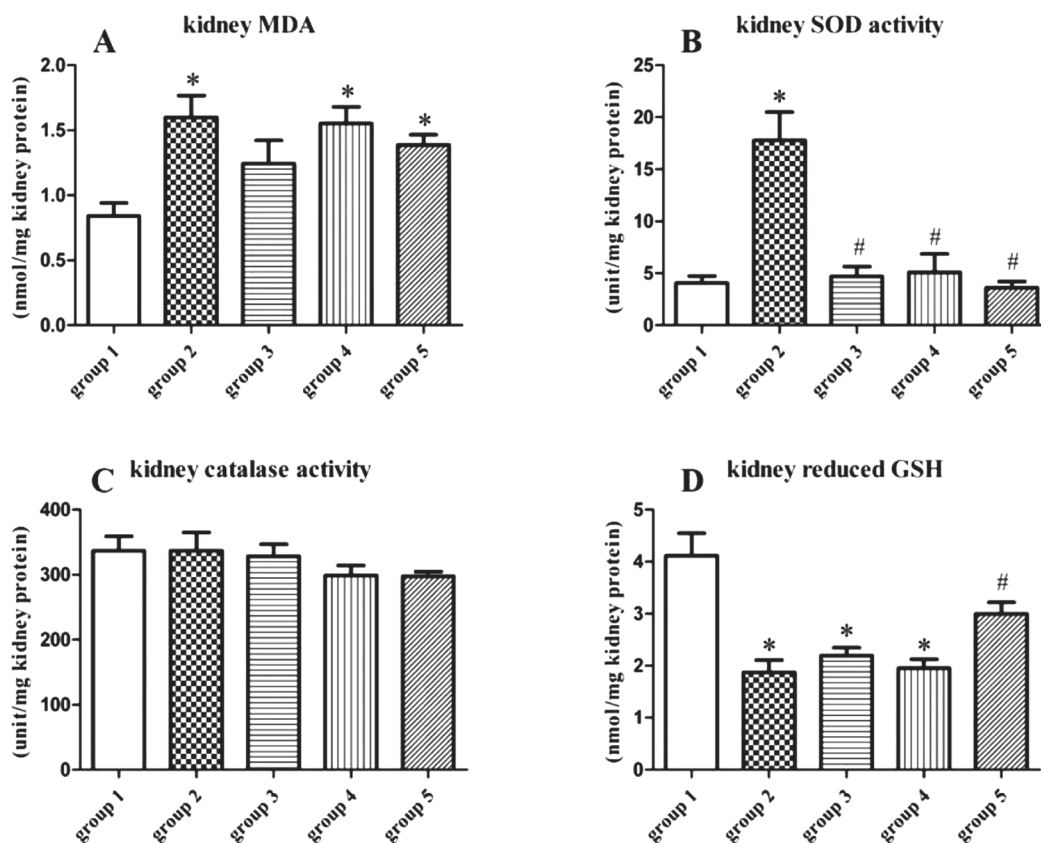 A kidney MDA
(nmol/mg kidney protein)
2.0
1.5
1.0
0.5
0.0
*
*
*
group 1
group 2
group 3
group 4
group 5
B kidney SOD activity
(unit/mg kidney protein)
25
20
15
10
5
0
*
#
#
#
group 1
group 2
group 3
group 4
group 5
C kidney catalase activity
(unit/mg kidney protein)
400
300
200
100
0
group 1
group 2
group 3
group 4
group 5
D kidney reduced GSH
(nmol/mg kidney protein)
5
4
3
2
1
0
*
*
*
#
group 1
group 2
group 3
group 4
group 5